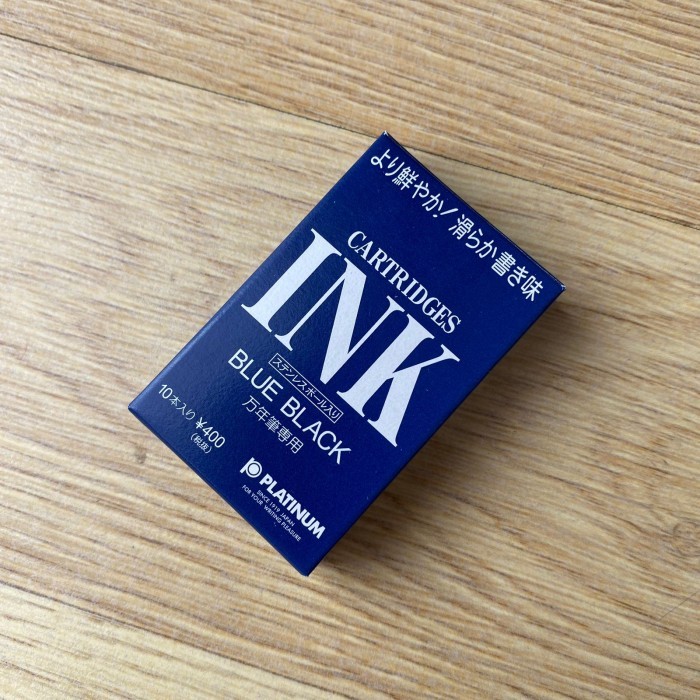 より鮮やか! 滑らか書き味
CARTRIDGES
INK
ステンレスボール入り
BLUE BLACK
万年筆専用
10本入り ¥400
(税抜)
PLATINUM
SINCE 1919 JAPAN
FOR YOUR WRITING PLEASURE